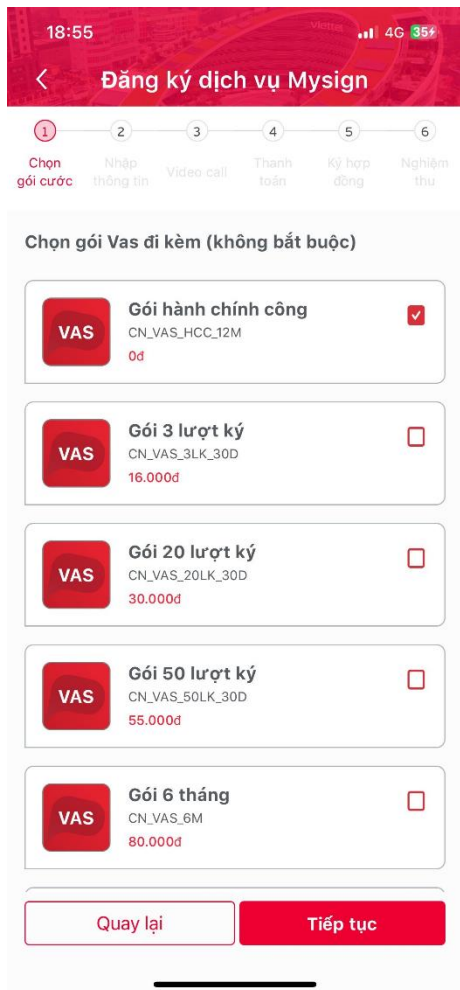 Viettel
18:55
4G 35
Đăng ký dịch vụ Mysign
1 2 3 4 5 6
Chọn gói cước
Nhập thông tin
Video call
Thanh toán
Ký hợp đồng
Nghiệm thu
Chọn gói Vas đi kèm (không bắt buộc)
VAS
Gói hành chính công
CN_VAS_HCC_12M
0đ
VAS
Gói 3 lượt ký
CN_VAS_3LK_30D
16.000đ
VAS
Gói 20 lượt ký
CN_VAS_20LK_30D
30.000đ
VAS
Gói 50 lượt ký
CN_VAS_50LK_30D
55.000đ
VAS
Gói 6 tháng
CN_VAS_6M
80.000đ
Quay lại
Tiếp tục